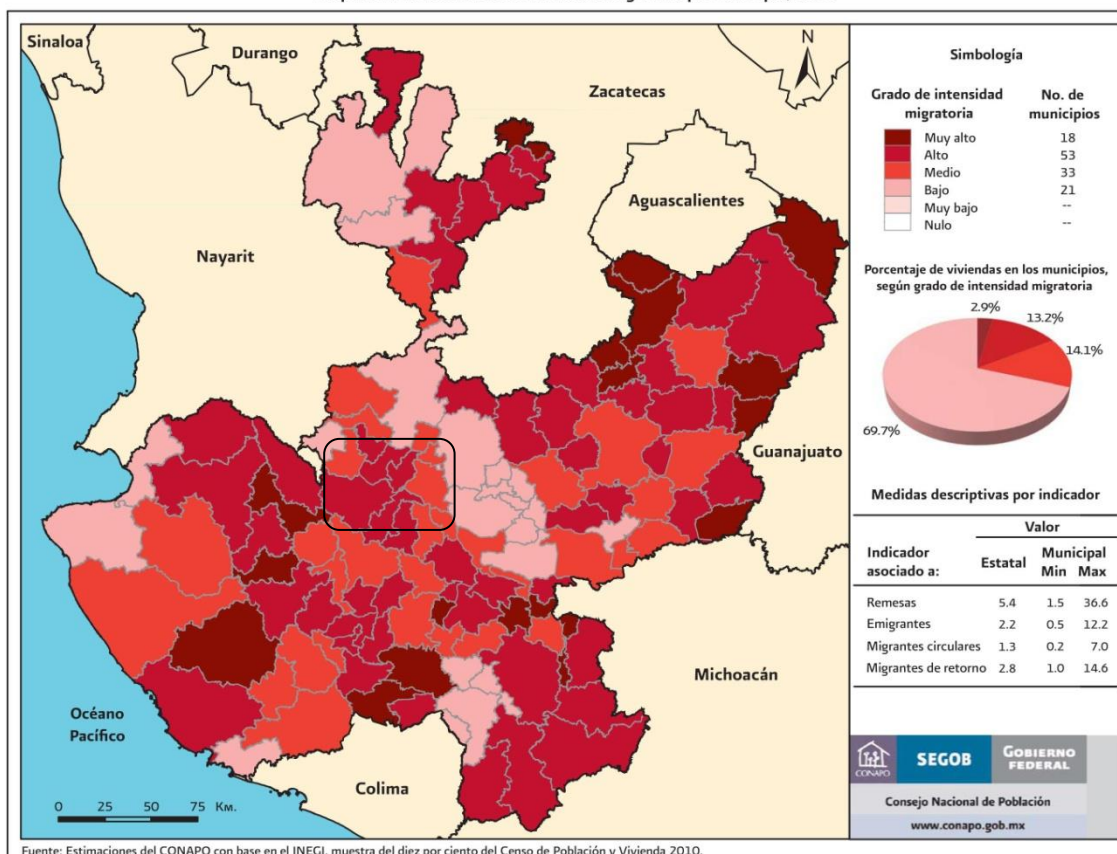 Sinaloa
Durango
Zacatecas
N
Nayarit
Aguascalientes
Guanajuato
Michoacán
Océano
Pacífico
Colima
0 25 50 75 Km.
Simbología
Grado de intensidad
migratoria
No. de
municipios
Muy alto 18
Alto 53
Medio 33
Bajo 21
Muy bajo --
Nulo --
Porcentaje de viviendas en los municipios,
según grado de intensidad migratoria
2.9%
13.2%
14.1%
69.7%
Medidas descriptivas por indicador
Valor
Indicador
asociado a:
Estatal
Municipal
Min Max
Remesas 5.4 1.5 36.6
Emigrantes 2.2 0.5 12.2
Migrantes circulares 1.3 0.2 7.0
Migrantes de retorno 2.8 1.0 14.6
CONAPO
SEGOB
GOBIERNO
FEDERAL
Consejo Nacional de Población
www.conapo.gob.mx
Fuente: Estimaciones del CONAPO con base en el INEGI, muestra del diez por ciento del Censo de Población y Vivienda 2010.